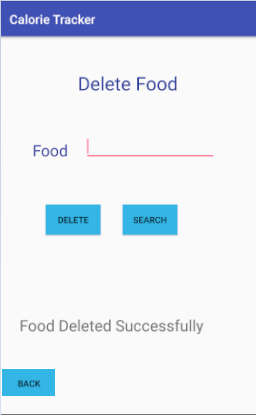 Calorie Tracker
Delete Food
Food
DELETE SEARCH
Food Deleted Successfully
BACK